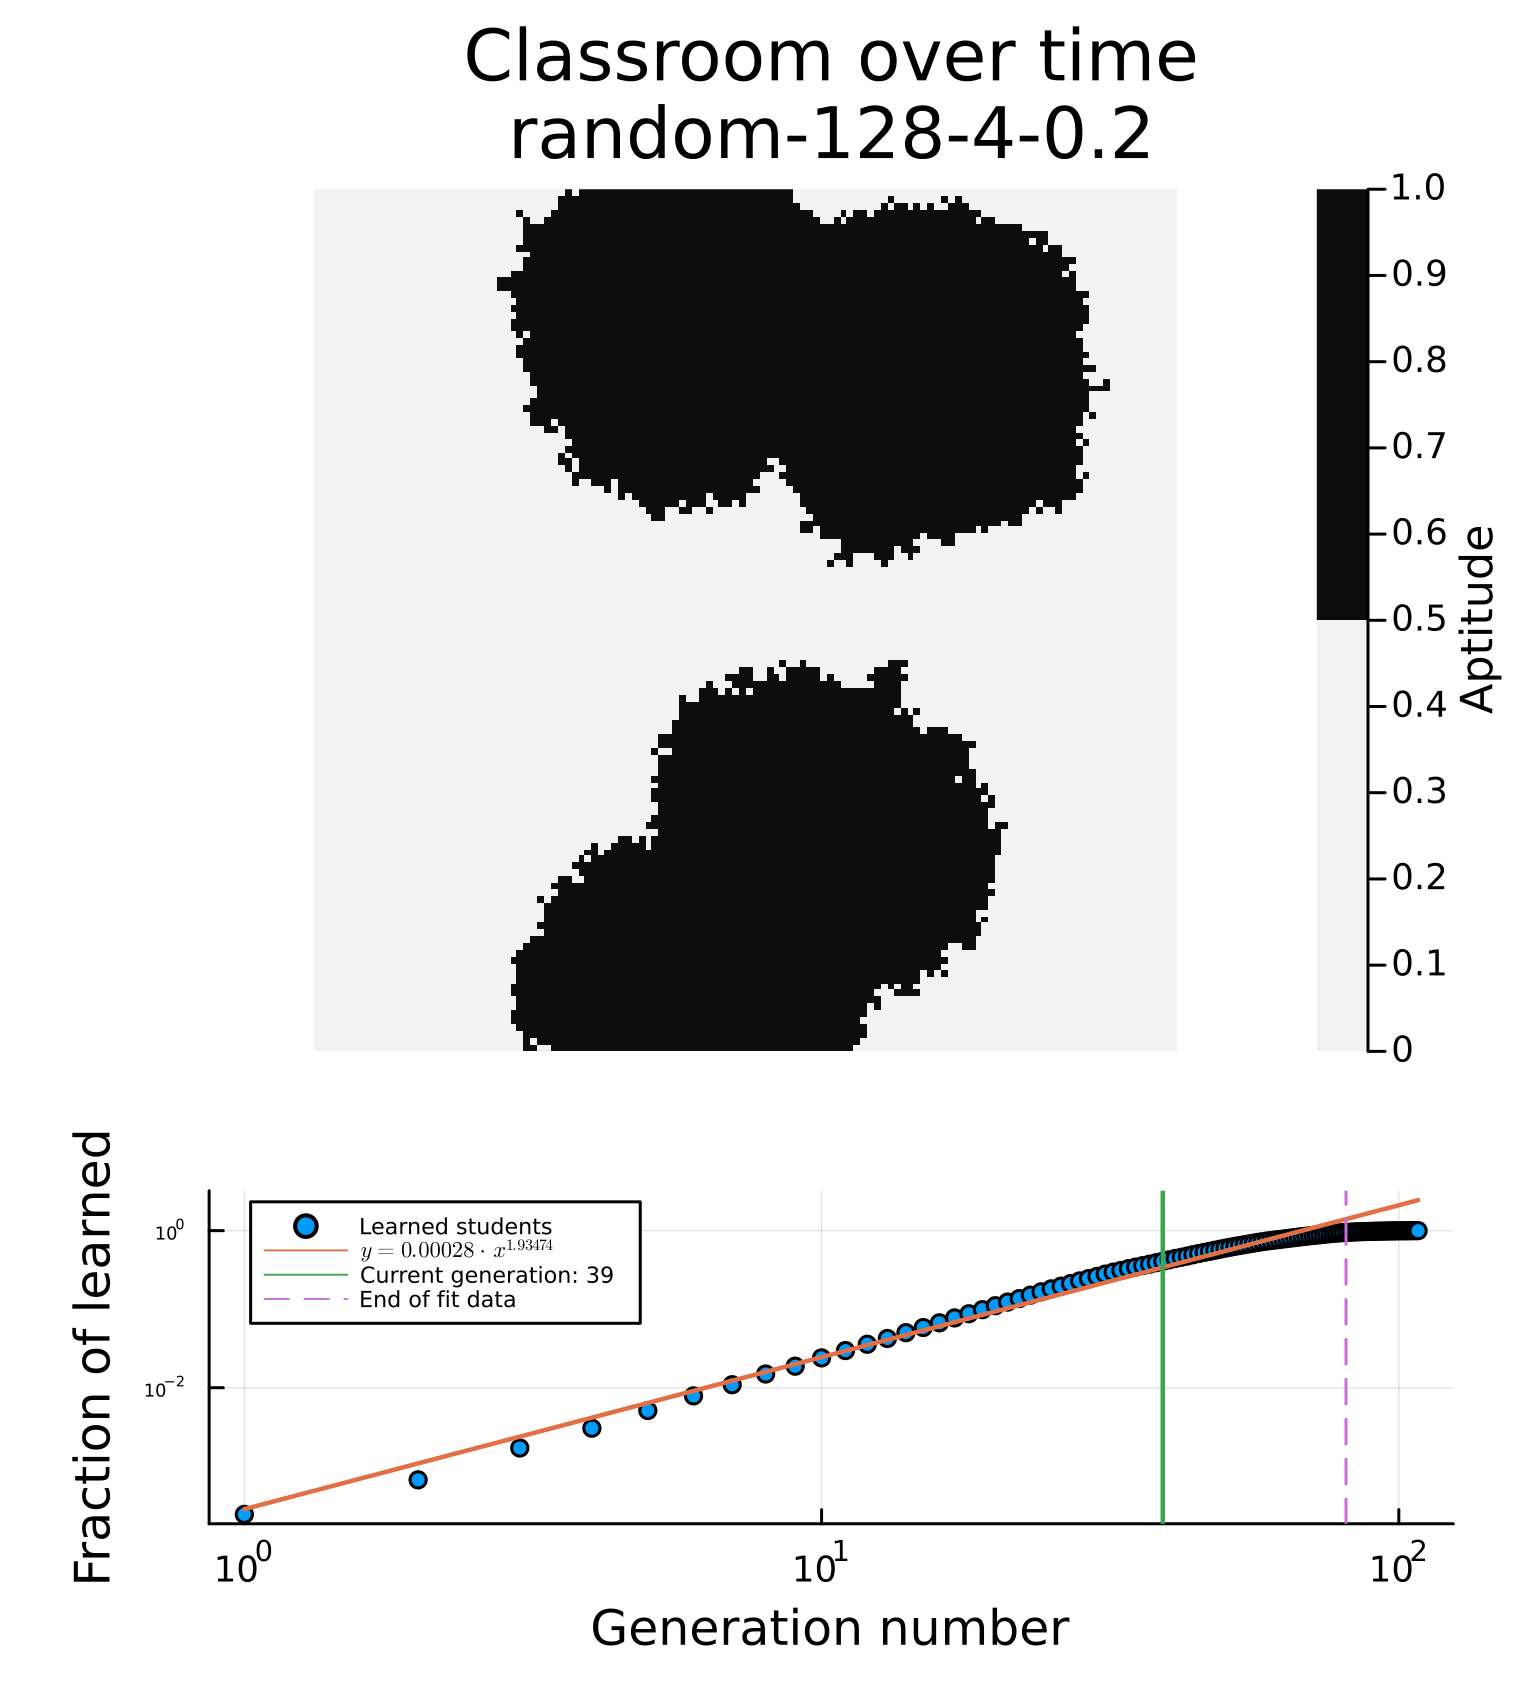 Classroom over time
random-128-4-0.2
1.0
0.9
0.8
0.7
0.6
0.5
0.4
0.3
0.2
0.1
0
Aptitude
Fraction of learned
10⁰
10⁻²
Learned students
y = 0.00028 · x^1.93474
Current generation: 39
End of fit data
10⁰
10¹
10²
Generation number